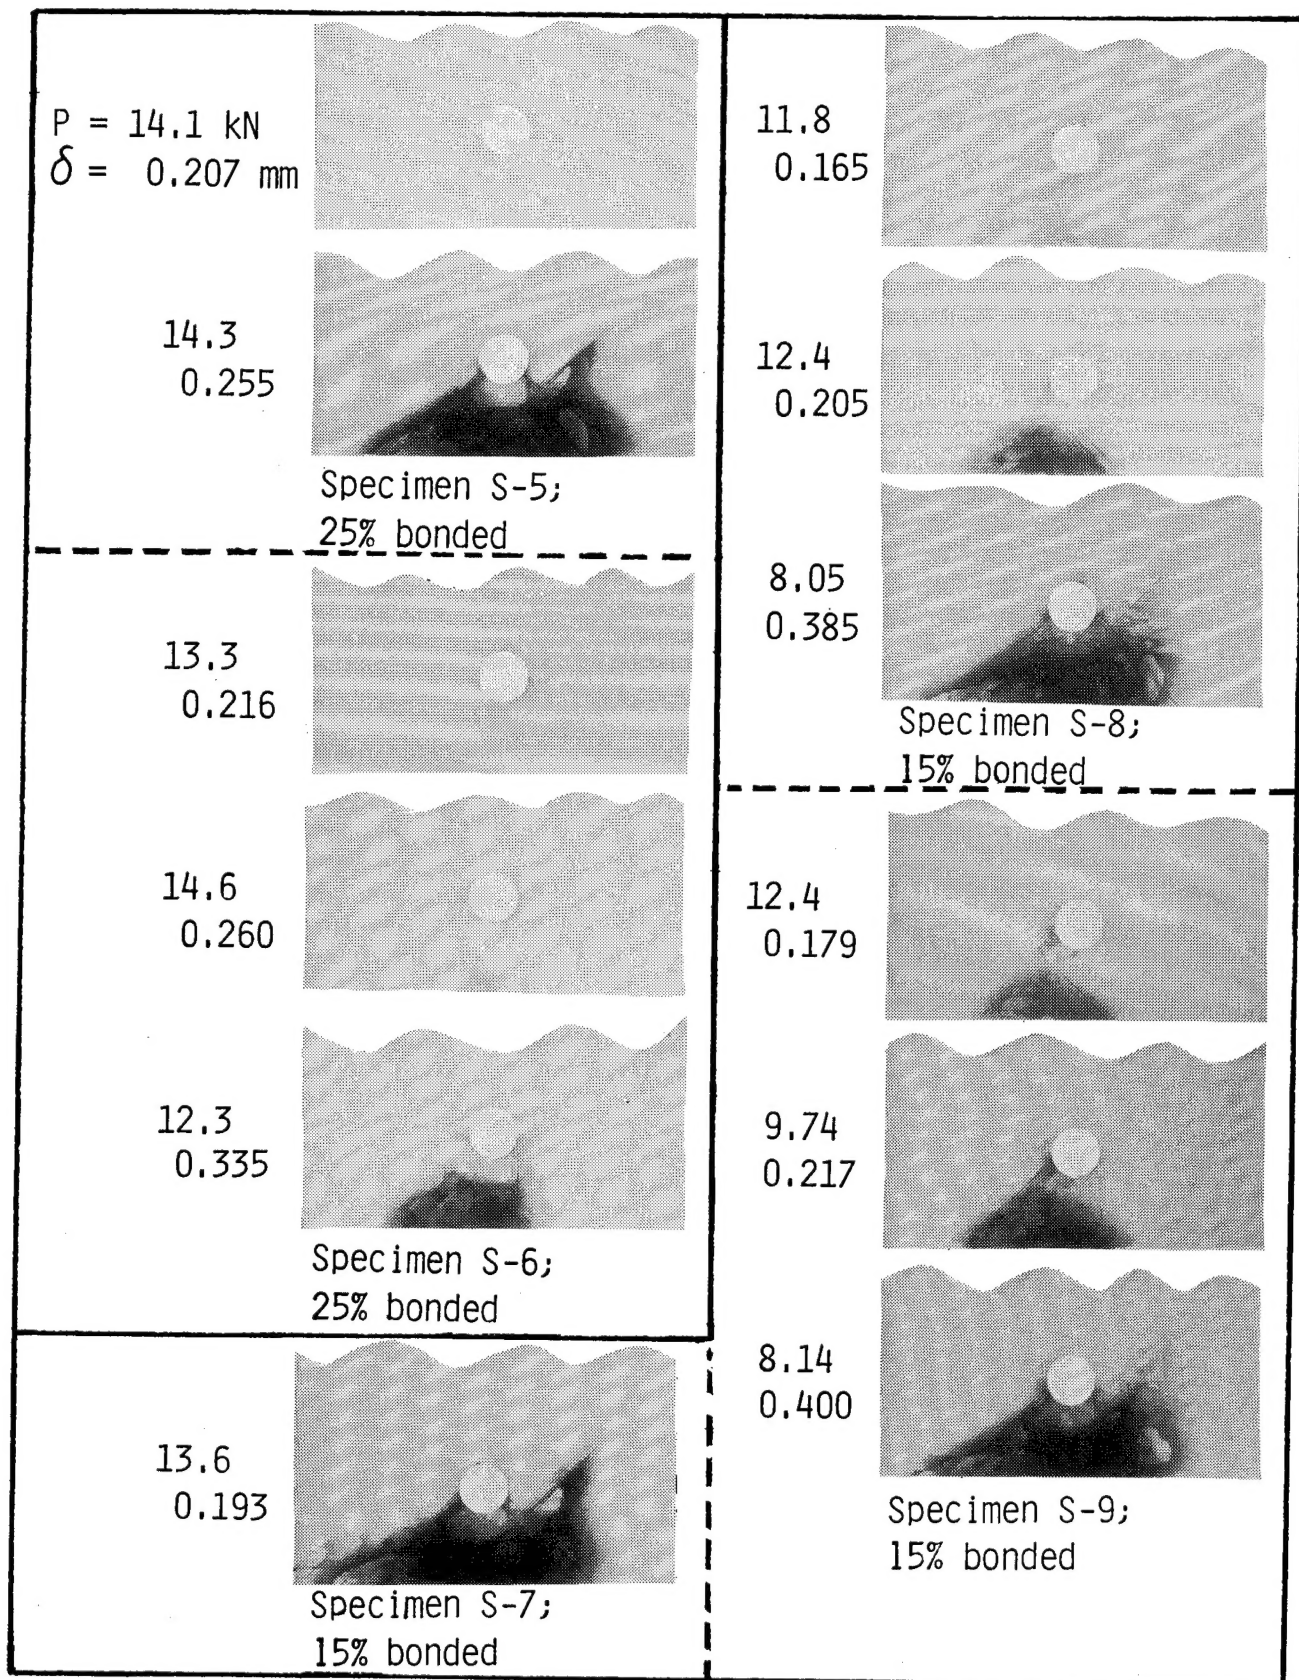 P = 14.1 kN
δ = 0.207 mm
14.3
0.255
Specimen S-5;
25% bonded
13.3
0.216
14.6
0.260
12.3
0.335
Specimen S-6;
25% bonded
13.6
0.193
Specimen S-7;
15% bonded
11.8
0.165
12.4
0.205
8.05
0.385
Specimen S-8;
15% bonded
12.4
0.179
9.74
0.217
8.14
0.400
Specimen S-9;
15% bonded